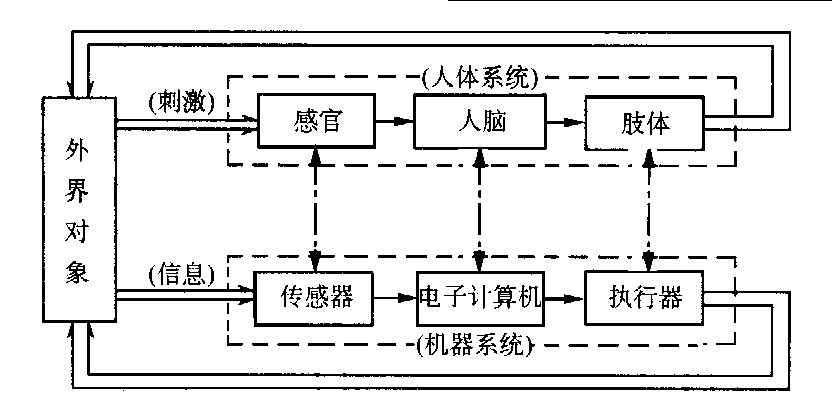 (人体系统)
(刺激)
感官
人脑
肢体
外界对象
(信息)
传感器
电子计算机
执行器
(机器系统)